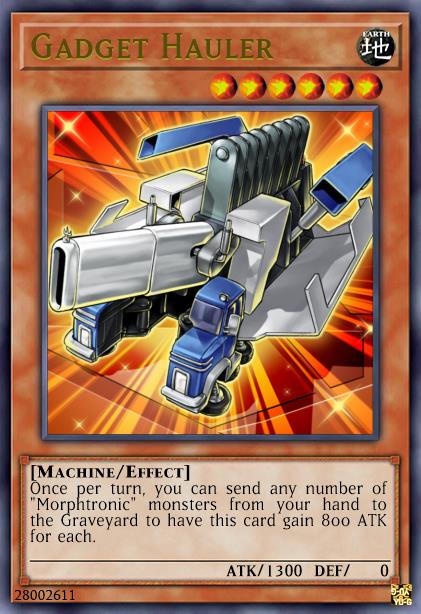 GADGET HAULER
EARTH
地
[MACHINE/EFFECT]
Once per turn, you can send any number of
"Morphtronic" monsters from your hand to
the Graveyard to have this card gain 800 ATK
for each.
ATK/1300 DEF/ 0
28002611